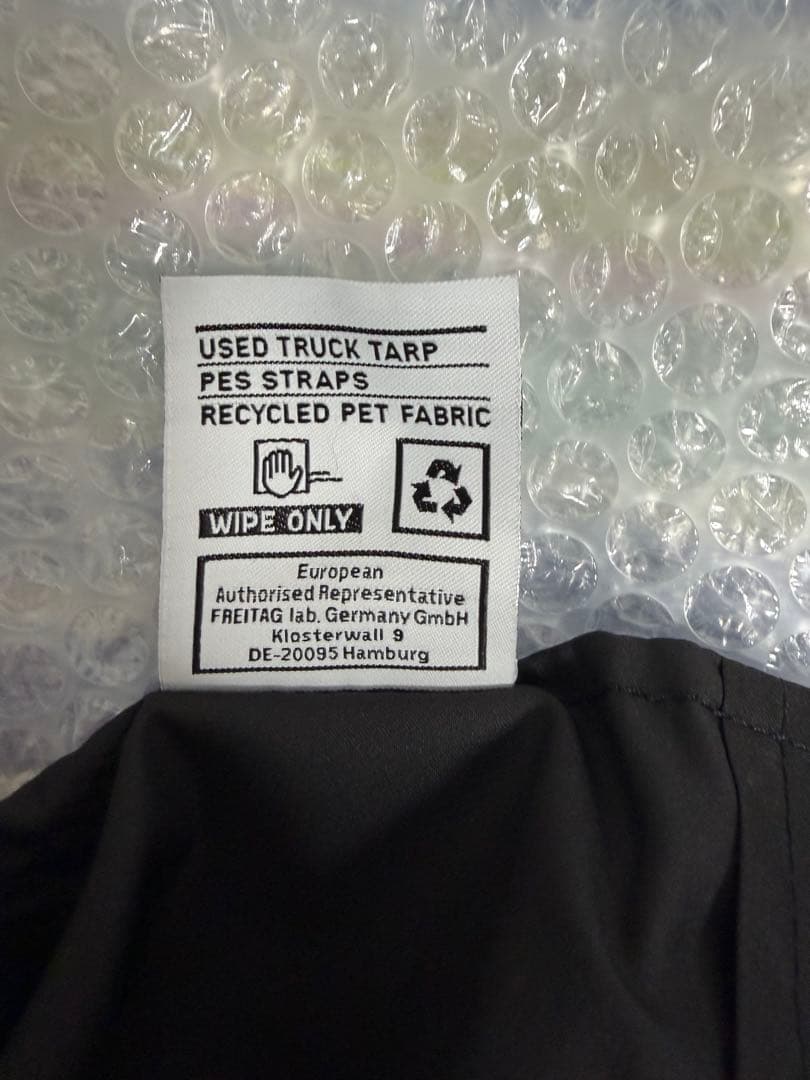 USED TRUCK TARP
PES STRAPS
RECYCLED PET FABRIC
WIPE ONLY
European
Authorised Representative
FREITAG lab. Germany GmbH
Klosterwall 9
DE-20095 Hamburg